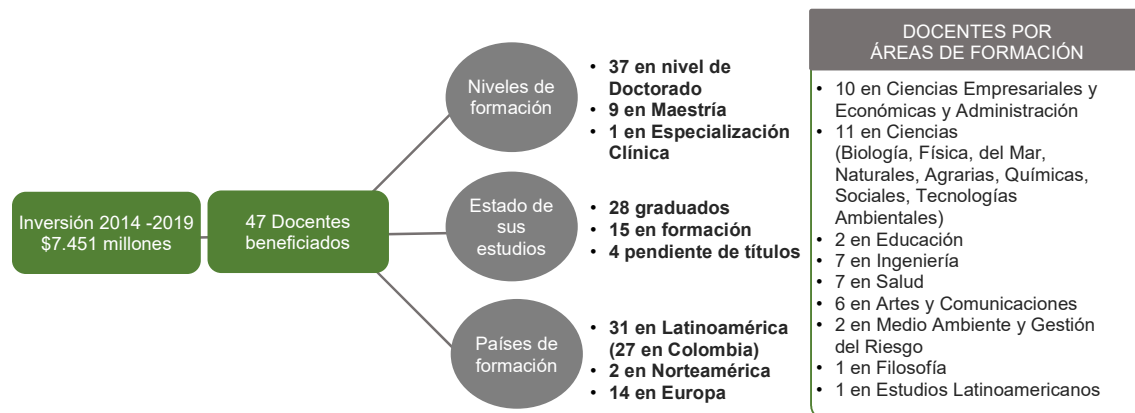 Inversión 2014 -2019
$7.451 millones
47 Docentes
beneficiados
Niveles de
formación
• 37 en nivel de
Doctorado
• 9 en Maestría
• 1 en Especialización
Clínica
Estado de
sus
estudios
• 28 graduados
• 15 en formación
• 4 pendiente de títulos
Países de
formación
• 31 en Latinoamérica
(27 en Colombia)
• 2 en Norteamérica
• 14 en Europa
DOCENTES POR
ÁREAS DE FORMACIÓN
• 10 en Ciencias Empresariales y
Económicas y Administración
• 11 en Ciencias
(Biología, Física, del Mar,
Naturales, Agrarias, Químicas,
Sociales, Tecnologías
Ambientales)
• 2 en Educación
• 7 en Ingeniería
• 7 en Salud
• 6 en Artes y Comunicaciones
• 2 en Medio Ambiente y Gestión
del Riesgo
• 1 en Filosofía
• 1 en Estudios Latinoamericanos